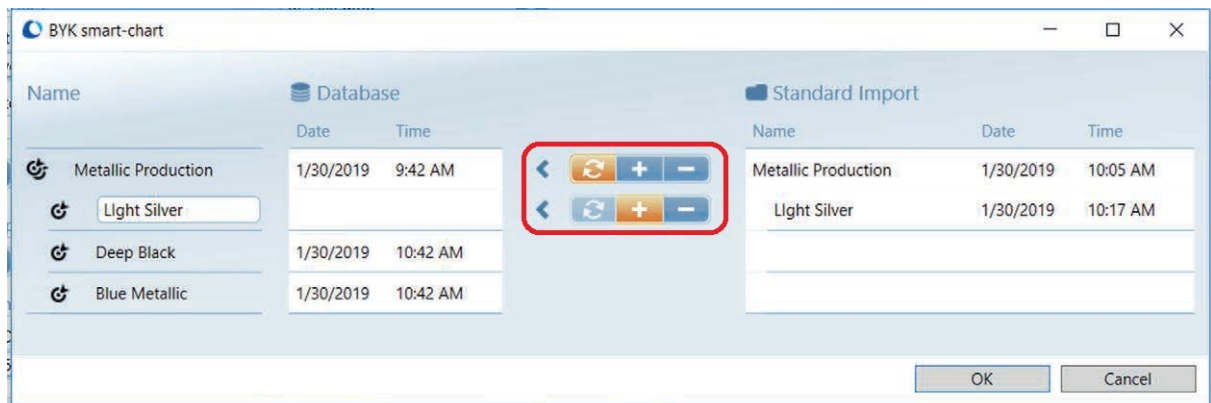 BYK smart-chart
Name Database Standard Import
Date Time Name Date Time
Metallic Production 1/30/2019 9:42 AM Metallic Production 1/30/2019 10:05 AM
LIght Silver LIght Silver 1/30/2019 10:17 AM
Deep Black 1/30/2019 10:42 AM
Blue Metallic 1/30/2019 10:42 AM
OK Cancel